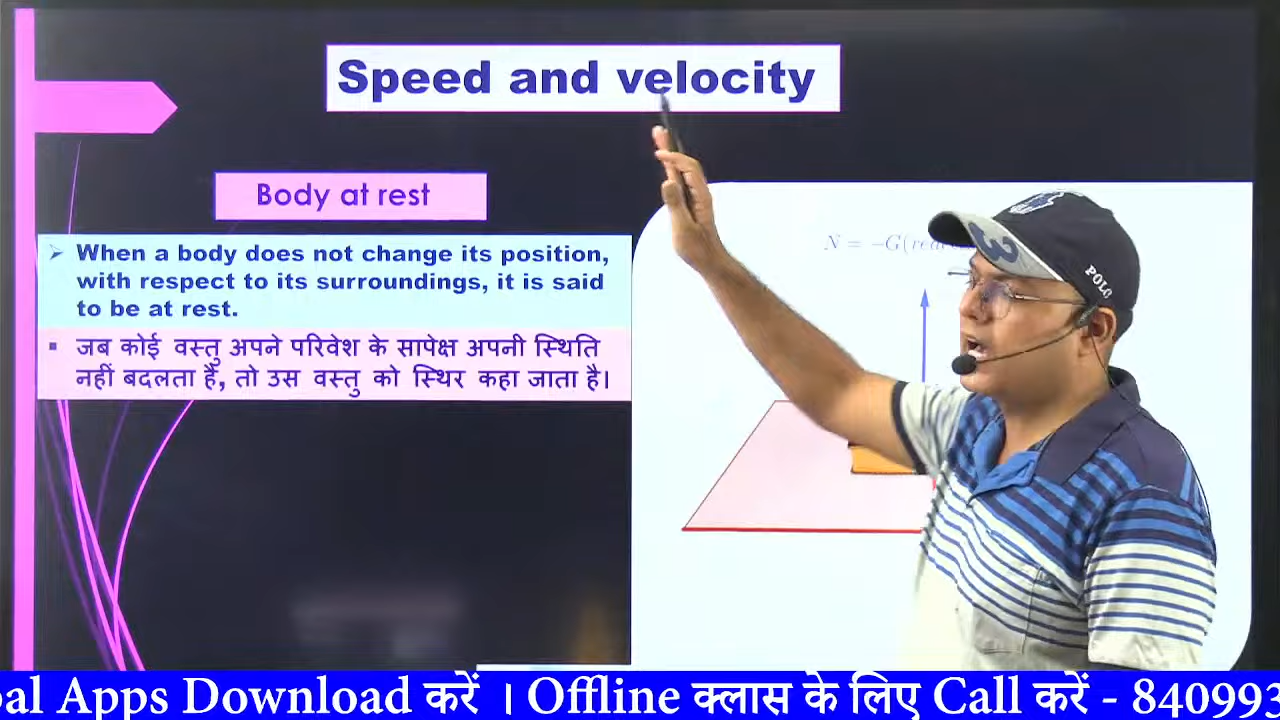 Speed and velocity
Body at rest
When a body does not change its position,
with respect to its surroundings, it is said
to be at rest.
जब कोई वस्तु अपने परिवेश के सापेक्ष अपनी स्थिति
नहीं बदलता है, तो उस वस्तु को स्थिर कहा जाता है।
N = -G
POLO
3
Apps Download करें । Offline क्लास के लिए Call करें - 840993